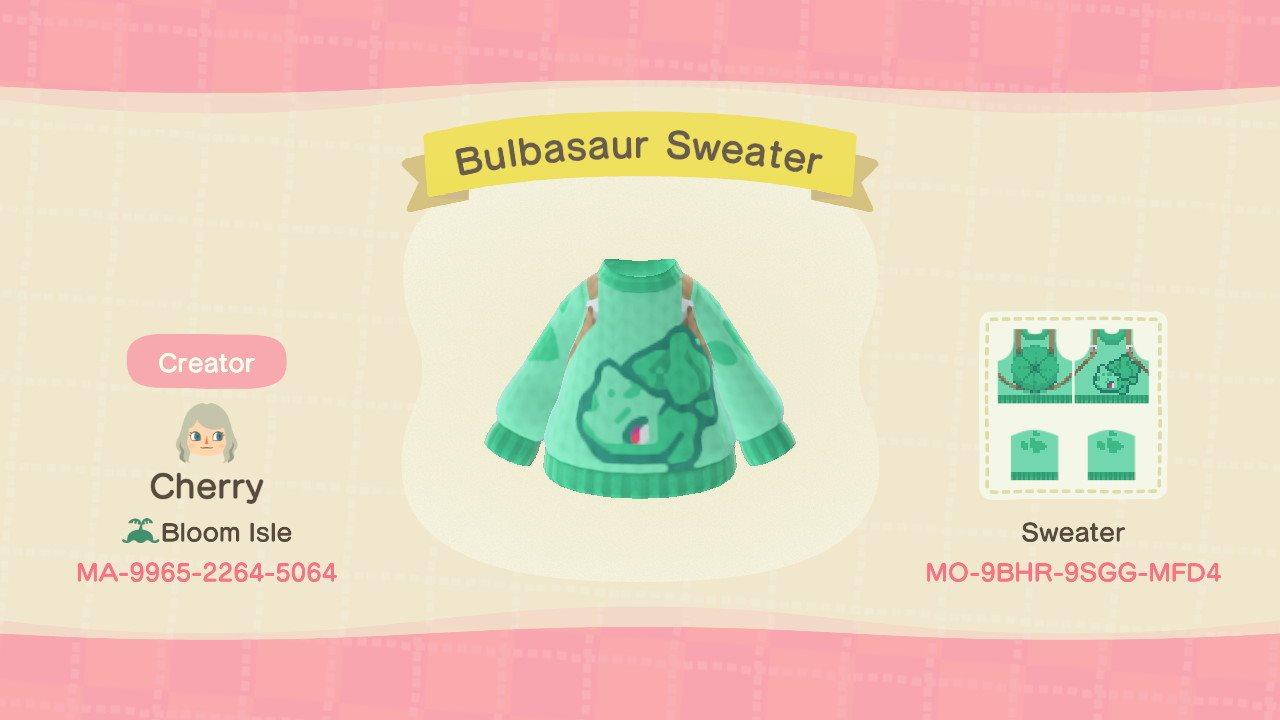 Bulbasaur Sweater
Creator
Cherry
Bloom Isle
MA-9965-2264-5064
Sweater
MO-9BHR-9SGG-MFD4